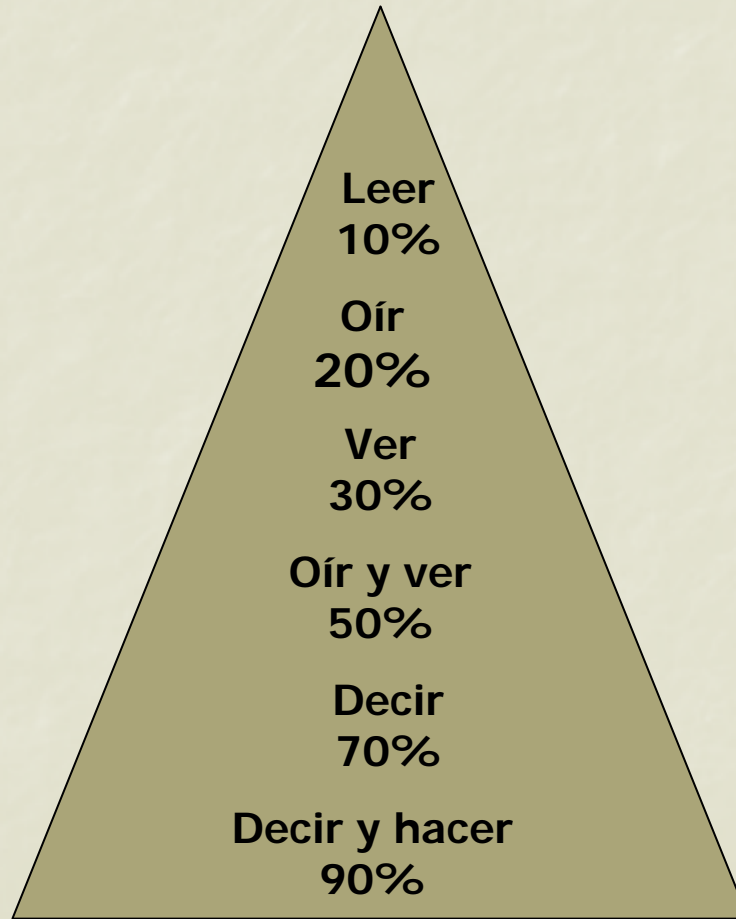 Leer
10%
Oír
20%
Ver
30%
Oír y ver
50%
Decir
70%
Decir y hacer
90%